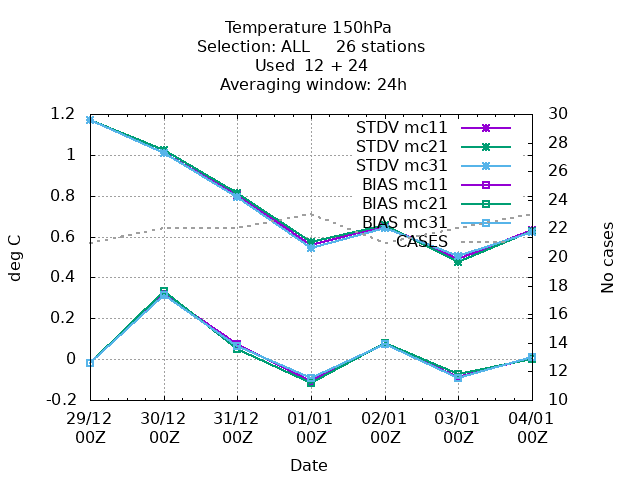 Temperature 150hPa
Selection: ALL     26 stations
Used  12 + 24
Averaging window: 24h
1.2
1
0.8
0.6
0.4
0.2
0
-0.2
deg C
30
28
26
24
22
20
18
16
14
12
10
No cases
STDV mc11
STDV mc21
STDV mc31
BIAS mc11
BIAS mc21
BIAS mc31
CASES
29/12 30/12 31/12 01/01 02/01 03/01 04/01
00Z 00Z 00Z 00Z 00Z 00Z 00Z
Date